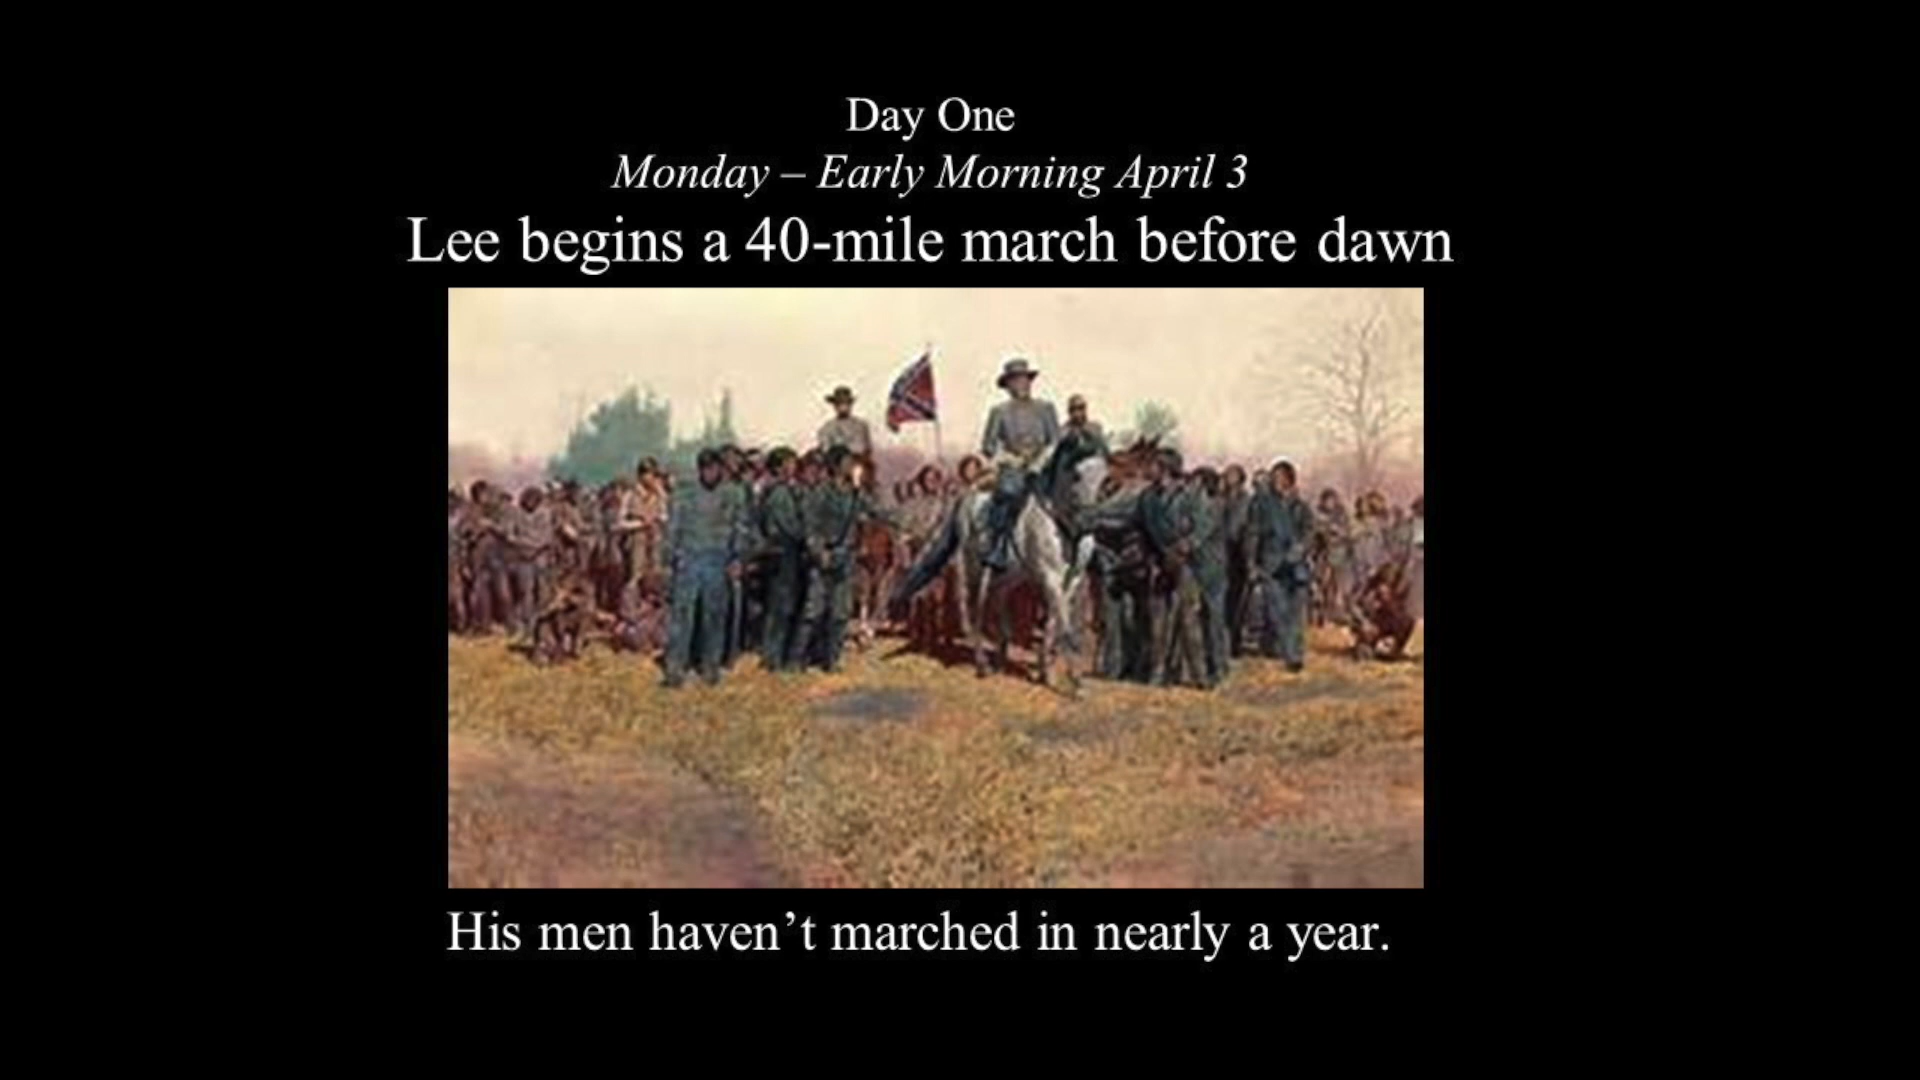 Day One
Monday – Early Morning April 3
Lee begins a 40-mile march before dawn
His men haven’t marched in nearly a year.